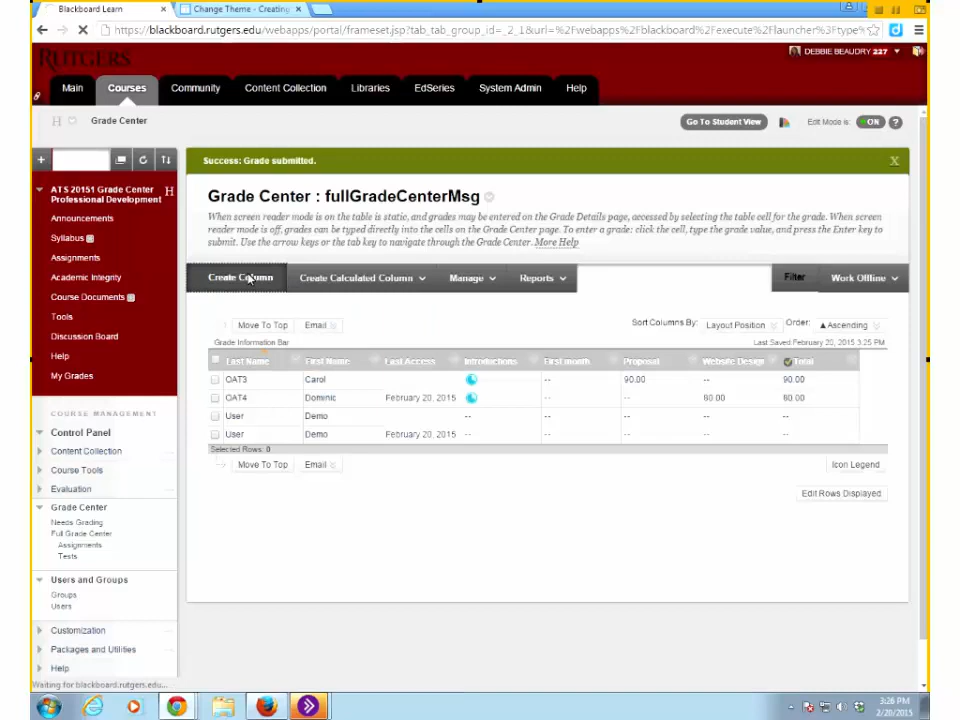 Blackboard Learn
Change Theme - Creating
https://blackboard.rutgers.edu/webapps/portal/frameset.jsp?tab_tab_group_id=_2_1&url=%2Fwebapps%2Fblackboard%2Fexecute%2Flauncher%3Ftype%
RUTGERS
DEBBIE BEAUDRY 227
Main
Courses
Community
Content Collection
Libraries
EdSeries
System Admin
Help
Grade Center
Go To Student View
Edit Mode is: ON ?
ATS 20151 Grade Center
Professional Development
Announcements
Syllabus
Assignments
Academic Integrity
Course Documents
Tools
Discussion Board
Help
My Grades
COURSE MANAGEMENT
Control Panel
Content Collection
Course Tools
Evaluation
Grade Center
Needs Grading
Full Grade Center
Assignments
Tests
Users and Groups
Groups
Users
Customization
Packages and Utilities
Help
Success: Grade submitted. X
Grade Center : fullGradeCenterMsg
When screen reader mode is on the table is static, and grades may be entered on the Grade Details page, accessed by selecting the table cell for the grade. When screen
reader mode is off, grades can be typed directly into the cells on the Grade Center page. To enter a grade: click the cell, type the grade value, and press the Enter key to
submit. Use the arrow keys or the tab key to navigate through the Grade Center. More Help
Create Column
Create Calculated Column
Manage
Reports
Filter
Work Offline
Move To Top
Email
Sort Columns By: Layout Position Order: ▲Ascending
Grade Information Bar
Last Saved:February 20, 2015 3:25 PM
Last Name First Name Last Access Introductions First month Proposal Website Design Total
OAT3 Carol -- 90.00 -- 90.00
OAT4 Dominic February 20, 2015 -- -- 60.00 60.00
User Demo -- -- -- -- --
User Demo February 20, 2015 -- -- -- -- --
Selected Rows: 0
Move To Top
Email
Icon Legend
Edit Rows Displayed
Waiting for blackboard.rutgers.edu...
3:26 PM
2/20/2015